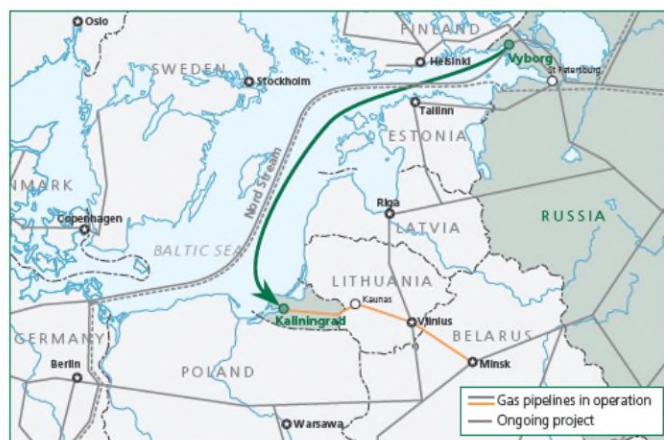 Oslo
FINLAND
Vyborg
Helsinki
SWEDEN
St Petersburg
Stockholm
Tallinn
ESTONIA
Nord Stream
NMARK
Riga
Copenhagen
LATVIA
RUSSIA
BALTIC SEA
LITHUANIA
Kaunas
Kaliningrad
Vilnius
GERMANY
BELARUS
Berlin
Minsk
POLAND
Gas pipelines in operation
Ongoing project
Warsawa